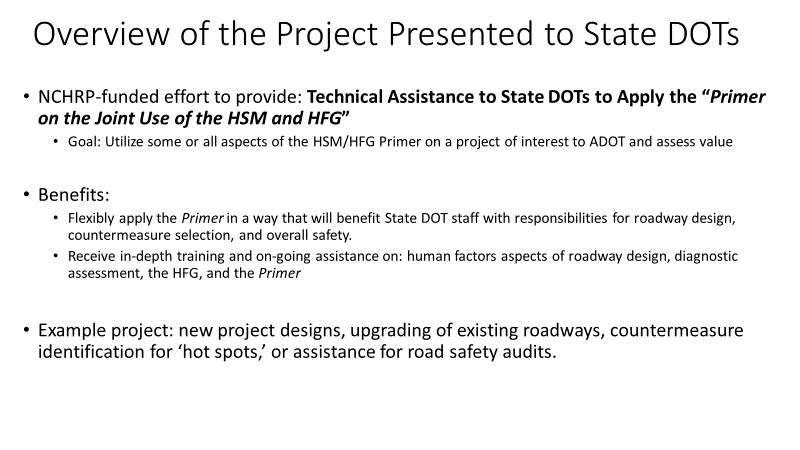 Overview of the Project Presented to State DOTs
• NCHRP-funded effort to provide: Technical Assistance to State DOTs to Apply the “Primer
on the Joint Use of the HSM and HFG”
• Goal: Utilize some or all aspects of the HSM/HFG Primer on a project of interest to ADOT and assess value
• Benefits:
• Flexibly apply the Primer in a way that will benefit State DOT staff with responsibilities for roadway design,
countermeasure selection, and overall safety.
• Receive in-depth training and on-going assistance on: human factors aspects of roadway design, diagnostic
assessment, the HFG, and the Primer
• Example project: new project designs, upgrading of existing roadways, countermeasure
identification for ‘hot spots,’ or assistance for road safety audits.